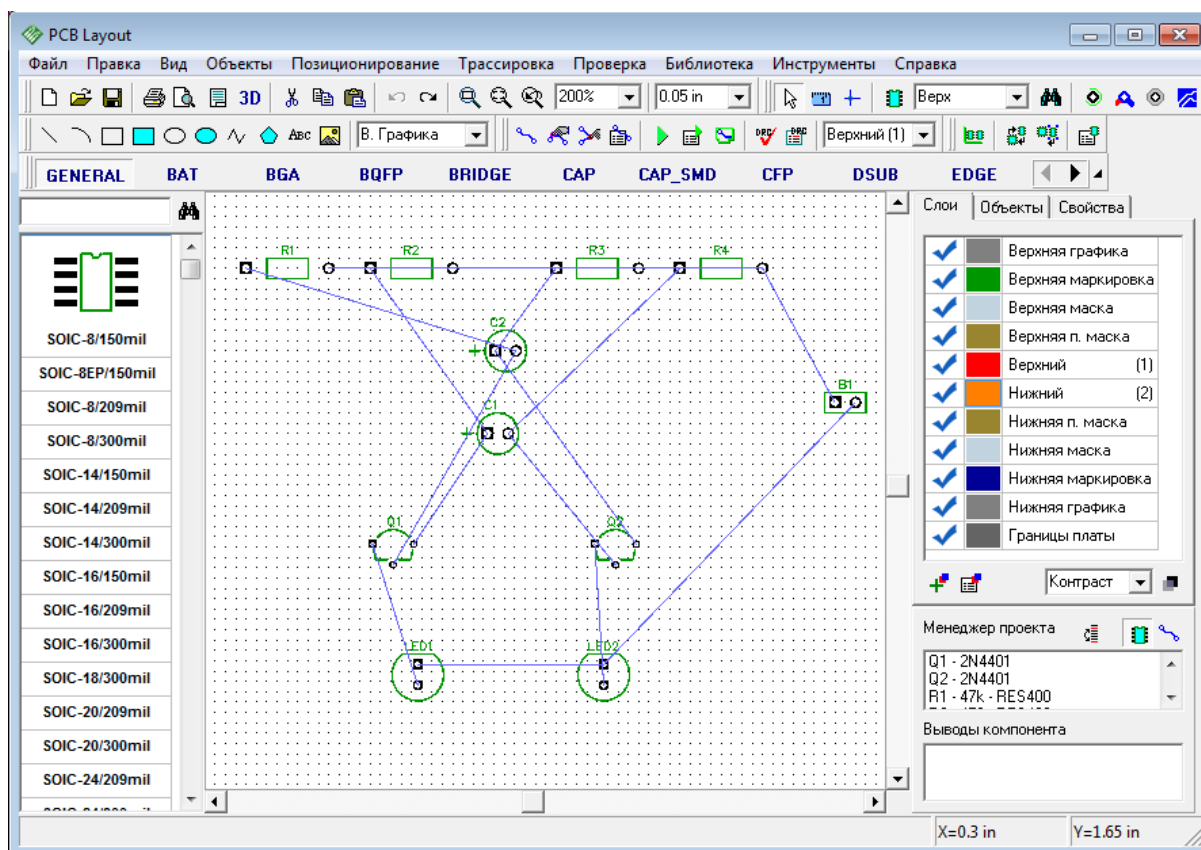 PCB Layout
Файл Правка Вид Объекты Позиционирование Трассировка Проверка Библиотека Инструменты Справка
3D 200% 0.05 in Верх
ABC В. Графика DRC DRC Верхний (1)
GENERAL BAT BGA BQFP BRIDGE CAP CAP_SMD CFP DSUB EDGE
Слои Объекты Свойства
SOIC-8/150mil
SOIC-8EP/150mil
SOIC-8/209mil
SOIC-8/300mil
SOIC-14/150mil
SOIC-14/209mil
SOIC-14/300mil
SOIC-16/150mil
SOIC-16/209mil
SOIC-16/300mil
SOIC-18/300mil
SOIC-20/209mil
SOIC-20/300mil
SOIC-24/209mil
R1 R2 R3 R4
C2
B1
C1
Q1 Q2
LED1 LED2
Верхняя графика
Верхняя маркировка
Верхняя маска
Верхняя п. маска
Верхний (1)
Нижний (2)
Нижняя п. маска
Нижняя маска
Нижняя маркировка
Нижняя графика
Границы платы
Контраст
Менеджер проекта
Q1 - 2N4401
Q2 - 2N4401
R1 - 47k - RES400
Выводы компонента
X=0.3 in Y=1.65 in